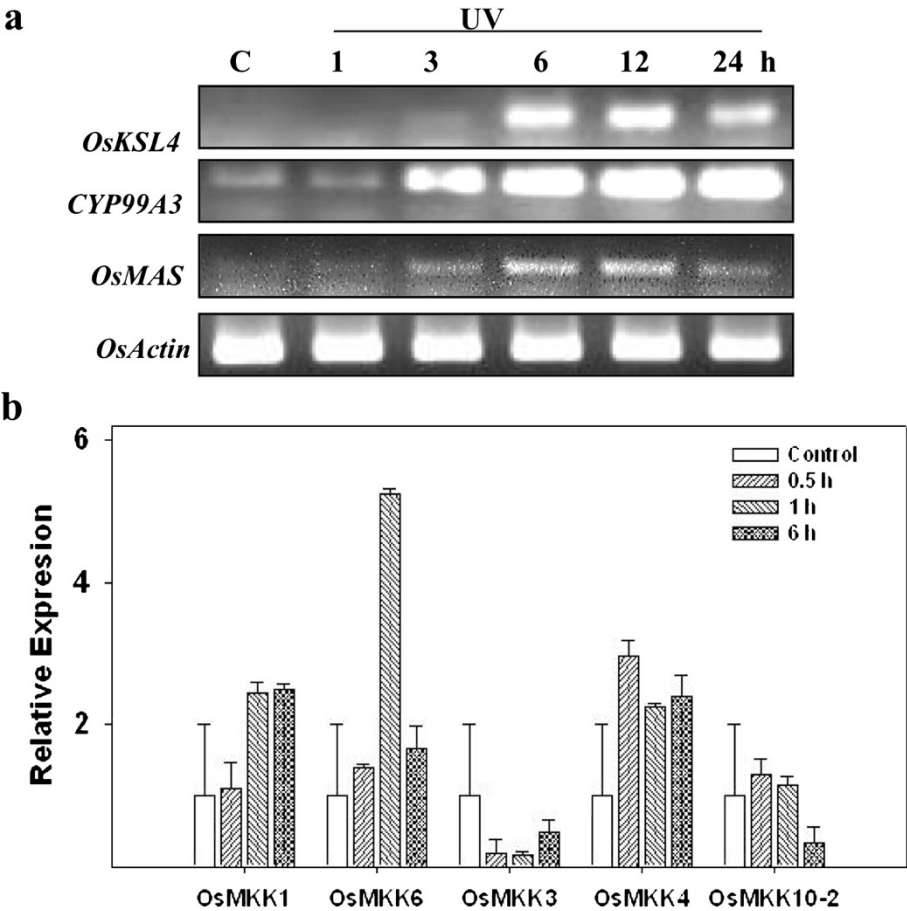 a
UV
C 1 3 6 12 24 h
OsKSL4
CYP99A3
OsMAS
OsActin
b
6
4
2
Relative Expresion
Control
0.5 h
1 h
6 h
OsMKK1 OsMKK6 OsMKK3 OsMKK4 OsMKK10-2